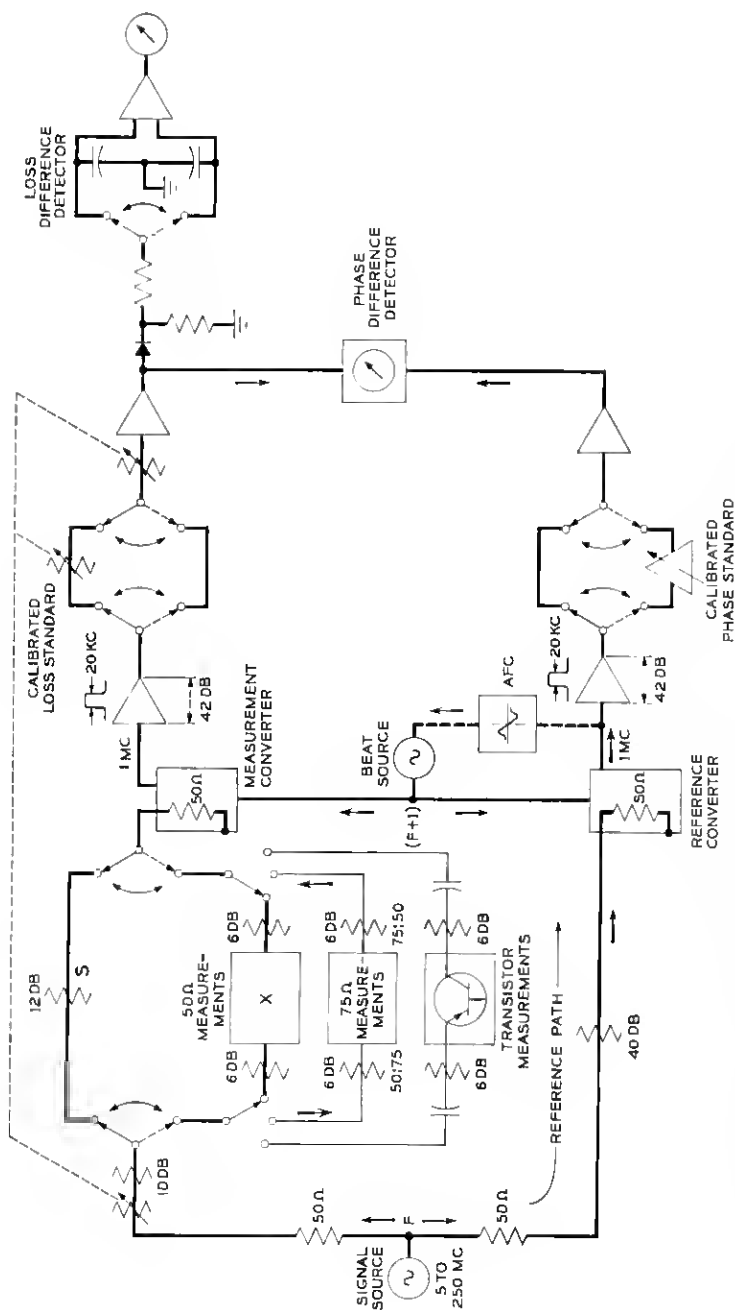 LOSS
DIFFERENCE
DETECTOR
CALIBRATED
LOSS STANDARD
12 DB
S
10 DB
20 KC
42 DB
1 MC
50Ω
MEASUREMENT
CONVERTER
6 DB
6 DB
X
50Ω
MEASURE-
MENTS
6 DB
6 DB
50:75
75:50
75Ω
MEASURE-
MENTS
6 DB
6 DB
TRANSISTOR
MEASUREMENTS
PHASE
DIFFERENCE
DETECTOR
BEAT
SOURCE
AFC
(F+1)
50Ω
F
SIGNAL
SOURCE
5 TO
250 MC
50Ω
REFERENCE PATH
40 DB
50Ω
REFERENCE
CONVERTER
1 MC
20 KC
42 DB
CALIBRATED
PHASE STANDARD